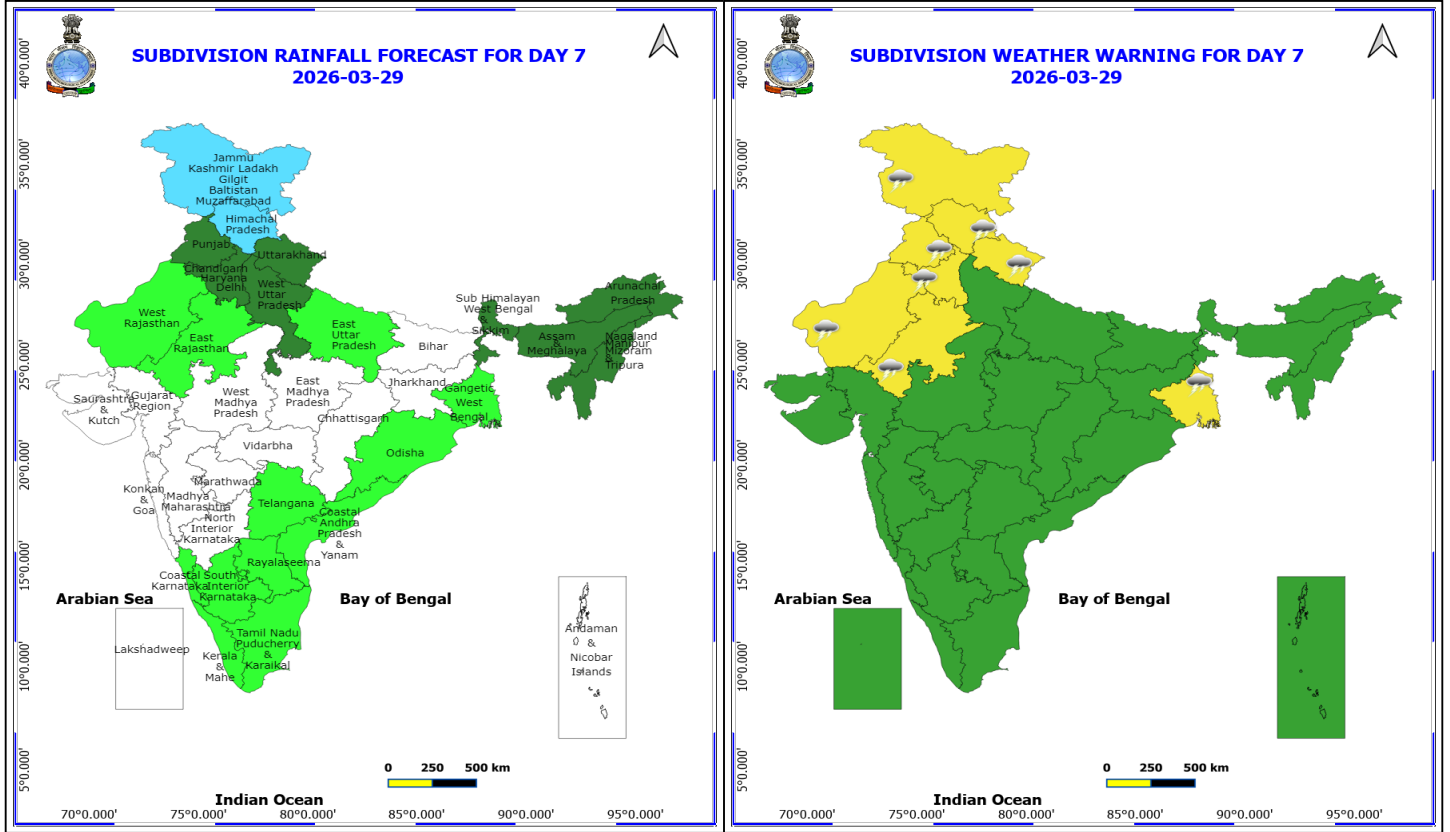 SUBDIVISION RAINFALL FORECAST FOR DAY 7
2026-03-29
40°0.000'
35°0.000'
30°0.000'
25°0.000'
20°0.000'
15°0.000'
10°0.000'
5°0.000'
Jammu
Kashmir Ladakh
Gilgit
Baltistan
Muzaffarabad
Himachal
Pradesh
Punjab
Uttarakhand
Chandigarh
Haryana
Delhi
West
Uttar
Pradesh
West
Rajasthan
East
Rajasthan
East
Uttar
Pradesh
Bihar
Sub Himalayan
West Bengal
&
Sikkim
Arunachal
Pradesh
Assam
&
Meghalaya
Nagaland
Manipur
Mizoram
&
Tripura
Saurashtra
&
Kutch
Gujarat
Region
West
Madhya
Pradesh
East
Madhya
Pradesh
Jharkhand
Gangetic
West
Bengal
Chhattisgarh
Odisha
Vidarbha
Konkan
&
Goa
Madhya
Maharashtra
Marathwada
North
Interior
Karnataka
Telangana
Coastal
Andhra
Pradesh
&
Yanam
Rayalaseema
Coastal
Karnataka
South
Interior
Karnataka
Tamil Nadu
Puducherry
&
Karaikal
Kerala
&
Mahe
Lakshadweep
Andaman
&
Nicobar
Islands
Arabian Sea
Bay of Bengal
Indian Ocean
0 250 500 km
70°0.000' 75°0.000' 80°0.000' 85°0.000' 90°0.000' 95°0.000'
SUBDIVISION WEATHER WARNING FOR DAY 7
2026-03-29
40°0.000'
35°0.000'
30°0.000'
25°0.000'
20°0.000'
15°0.000'
10°0.000'
5°0.000'
Arabian Sea
Bay of Bengal
Indian Ocean
0 250 500 km
70°0.000' 75°0.000' 80°0.000' 85°0.000' 90°0.000' 95°0.000'